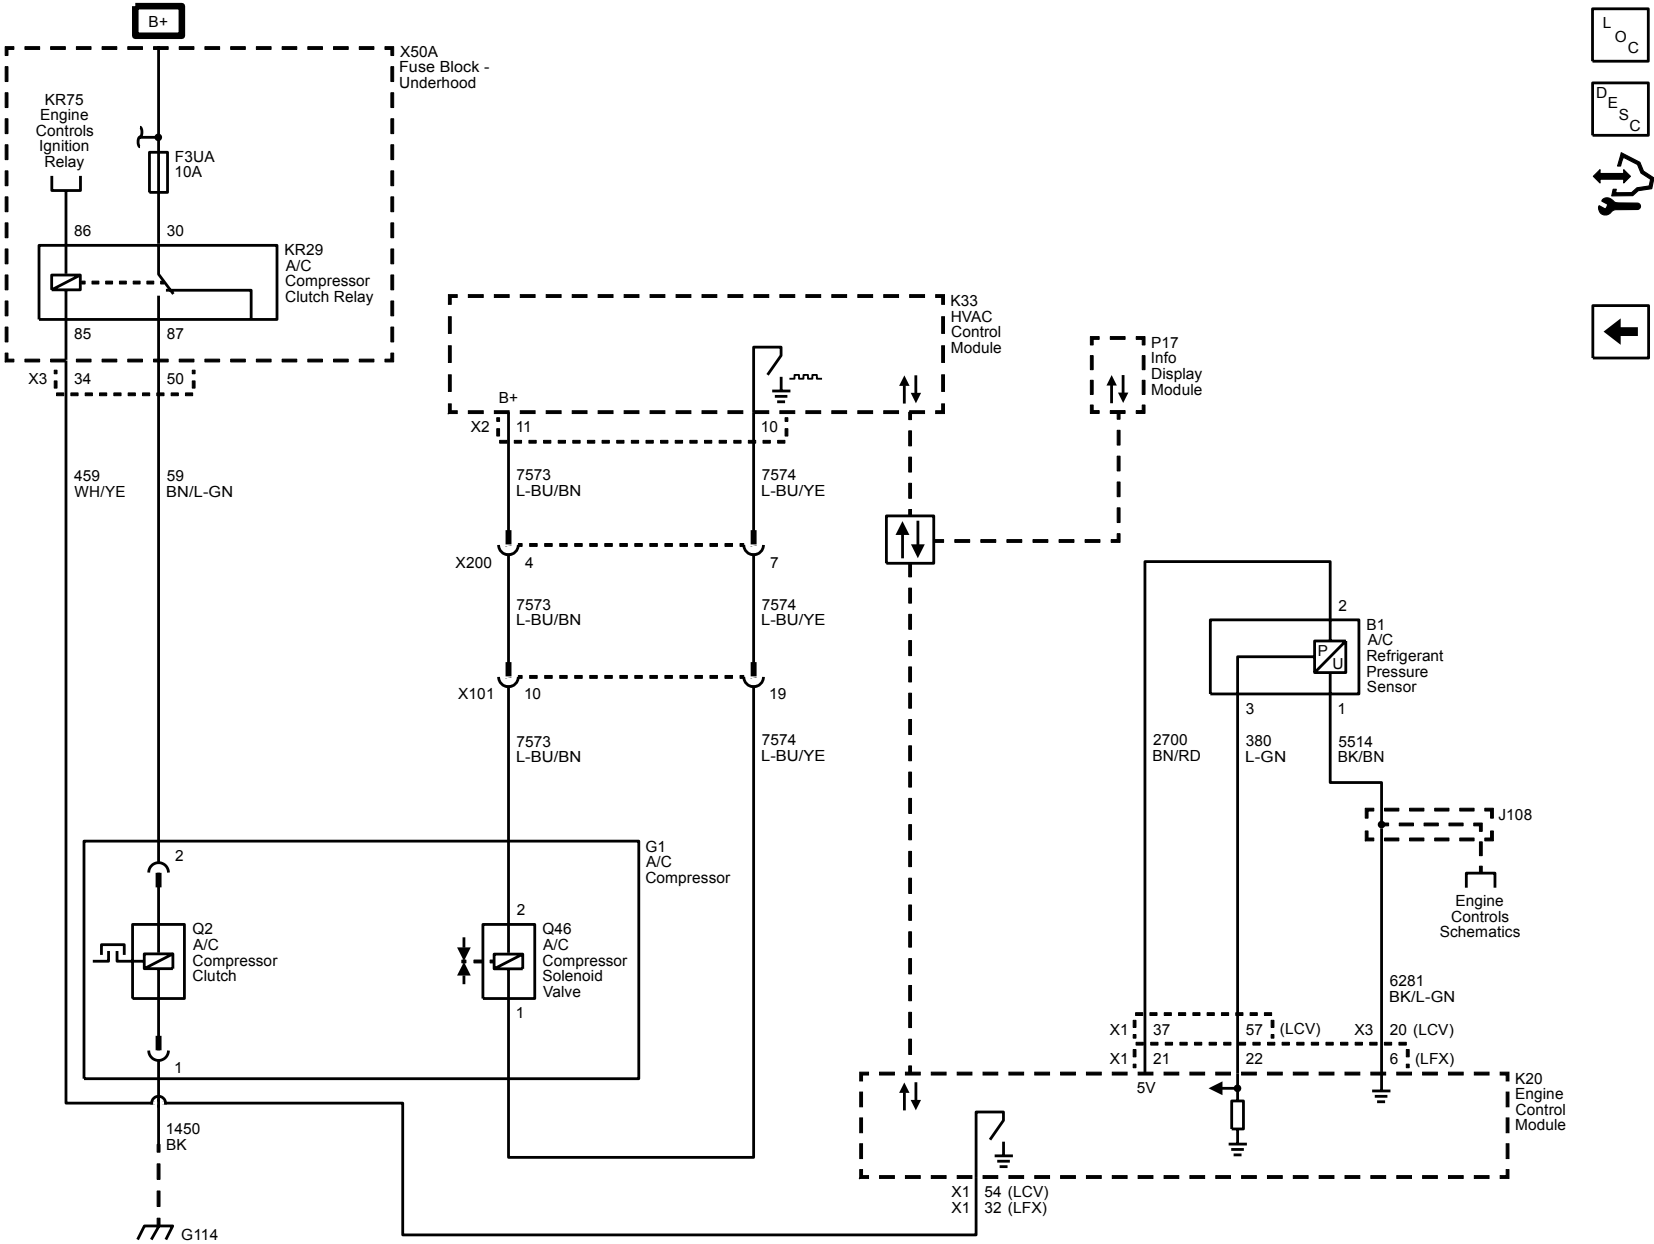 B+
X50A
Fuse Block -
Underhood
KR75
Engine
Controls
Ignition
Relay
F3UA
10A
86
30
KR29
A/C
Compressor
Clutch Relay
85
87
X3
34
50
459
WH/YE
59
BN/L-GN
K33
HVAC
Control
Module
B+
X2
11
10
7573
L-BU/BN
7574
L-BU/YE
X200
4
7
7573
L-BU/BN
7574
L-BU/YE
X101
10
19
7573
L-BU/BN
7574
L-BU/YE
P17
Info
Display
Module
2
B1
A/C
Refrigerant
Pressure
Sensor
P
U
3
1
2700
BN/RD
380
L-GN
5514
BK/BN
J108
Engine
Controls
Schematics
6281
BK/L-GN
G1
A/C
Compressor
2
Q2
A/C
Compressor
Clutch
1
2
Q46
A/C
Compressor
Solenoid
Valve
1
1450
BK
G114
X1
37
57
(LCV)
X3
20 (LCV)
X1
21
22
6
(LFX)
5V
K20
Engine
Control
Module
X1
54 (LCV)
X1
32 (LFX)
LOC
DESC